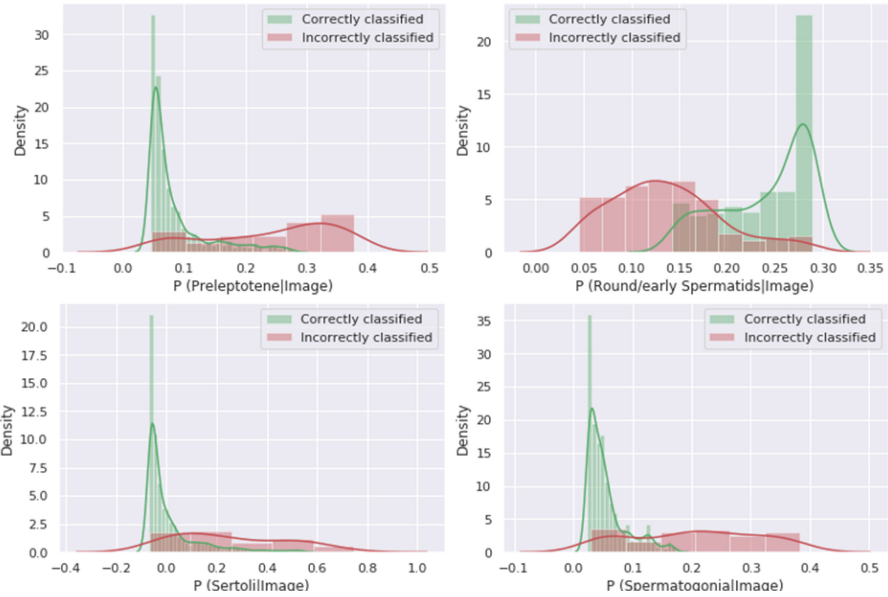 Correctly classified
Incorrectly classified
Density
30
25
20
15
10
5
0
−0.1 0.0 0.1 0.2 0.3 0.4 0.5
P (Preleptotene|Image)
Correctly classified
Incorrectly classified
Density
20
15
10
5
0
0.00 0.05 0.10 0.15 0.20 0.25 0.30 0.35
P (Round/early Spermatids|Image)
Correctly classified
Incorrectly classified
Density
20.0
17.5
15.0
12.5
10.0
7.5
5.0
2.5
0.0
−0.4 −0.2 0.0 0.2 0.4 0.6 0.8 1.0
P (Sertoli|Image)
Correctly classified
Incorrectly classified
Density
35
30
25
20
15
10
5
0
−0.1 0.0 0.1 0.2 0.3 0.4 0.5
P (Spermatogonia|Image)